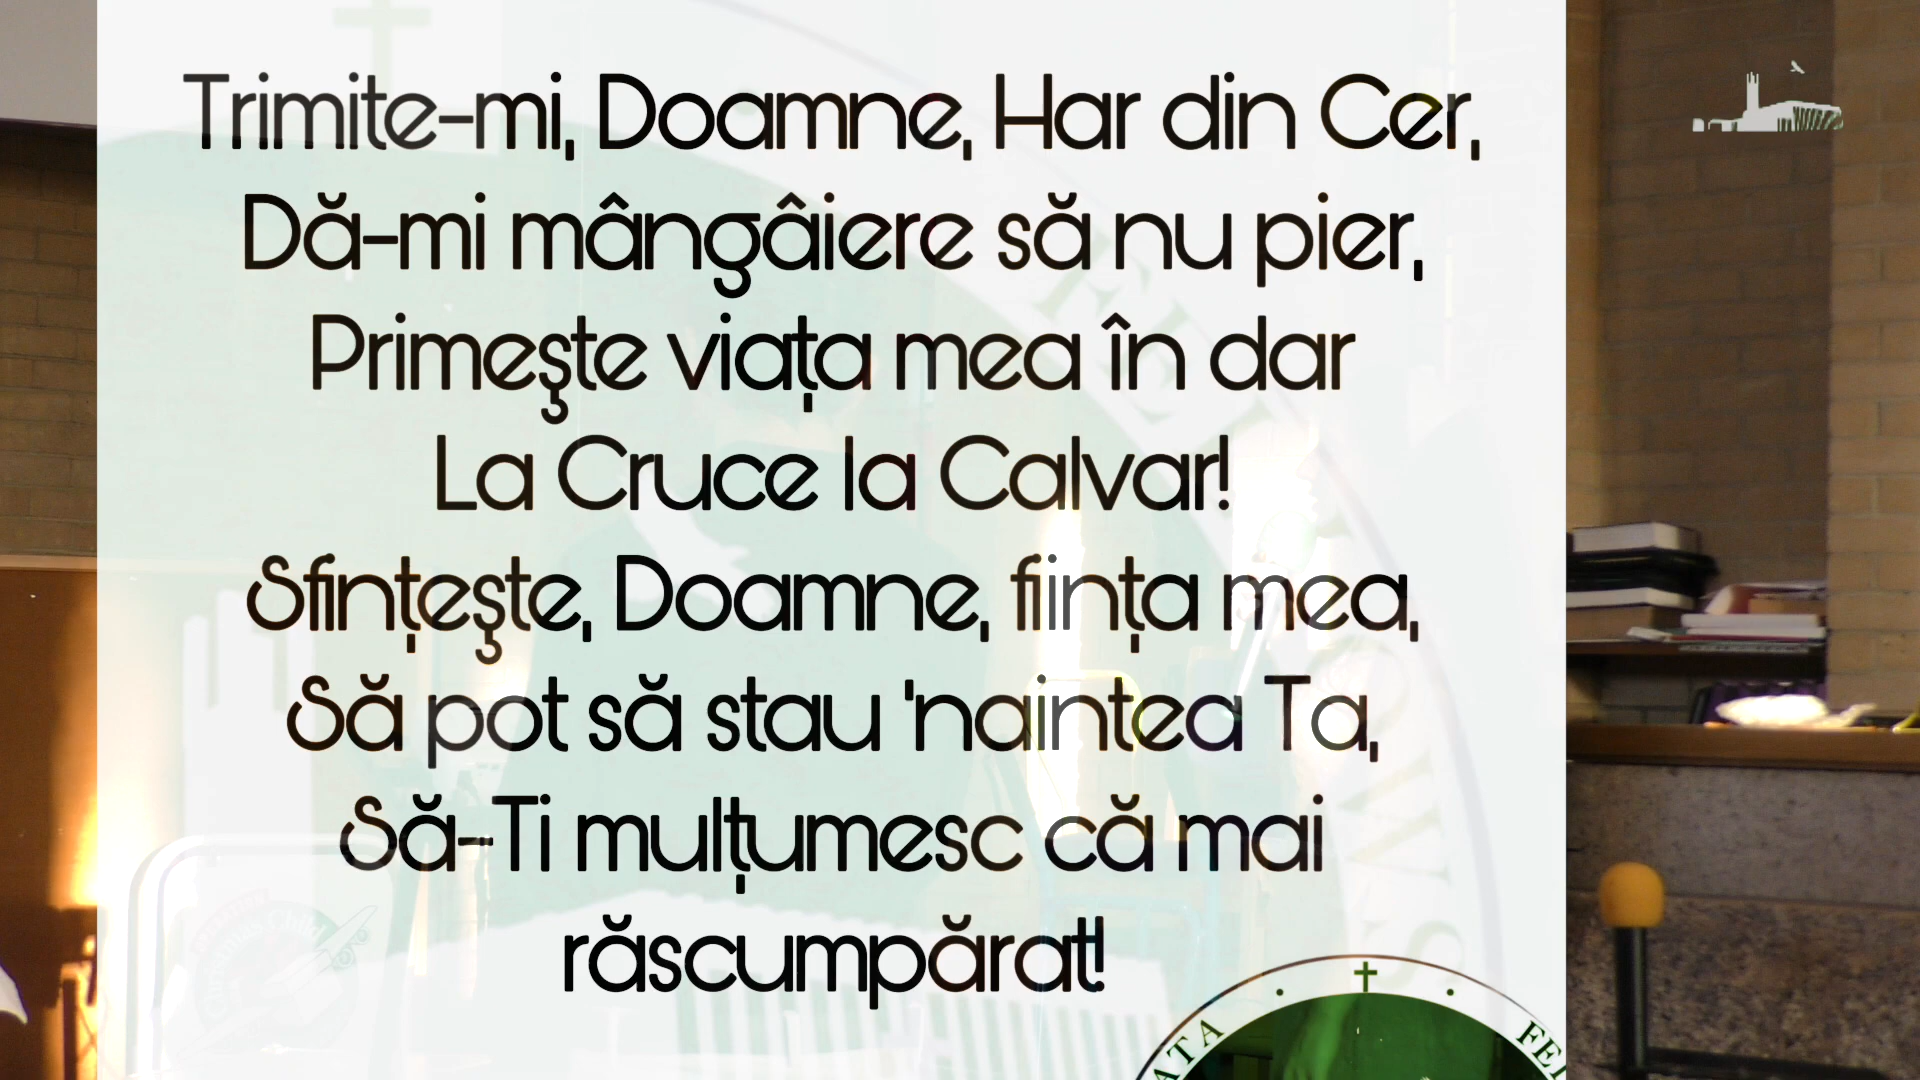 Trimite-mi, Doamne, Har din Cer,
Dă-mi mângâiere să nu pier,
Primeşte viața mea în dar
La Cruce la Calvar!
Sfințeşte, Doamne, ființa mea,
Să pot să stau 'naintea Ta,
Să-Ti mulțumesc că mai
răscumpărat!